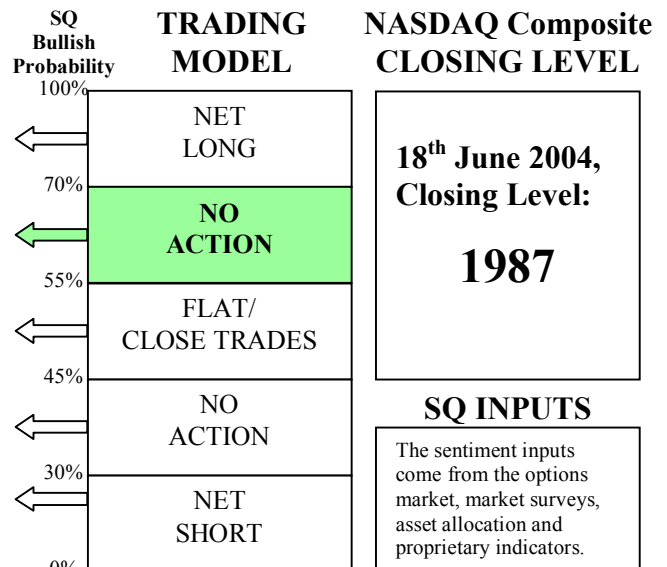 SQ
Bullish
Probability
TRADING
MODEL
100%
NET
LONG
70%
NO
ACTION
55%
FLAT/
CLOSE TRADES
45%
NO
ACTION
30%
NET
SHORT
0%
NASDAQ Composite
CLOSING LEVEL
18th June 2004,
Closing Level:
1987
SQ INPUTS
The sentiment inputs
come from the options
market, market surveys,
asset allocation and
proprietary indicators.